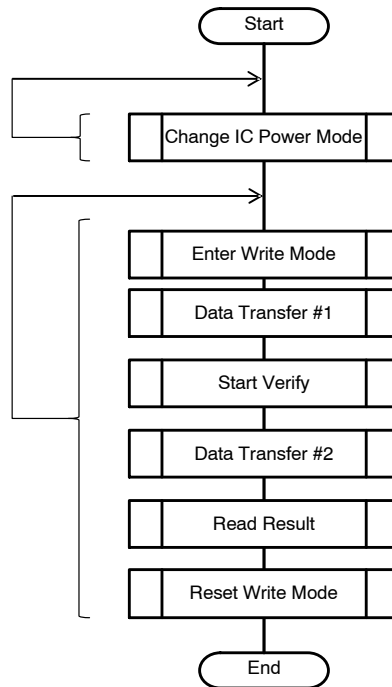 Start
Change IC Power Mode
Enter Write Mode
Data Transfer #1
Start Verify
Data Transfer #2
Read Result
Reset Write Mode
End